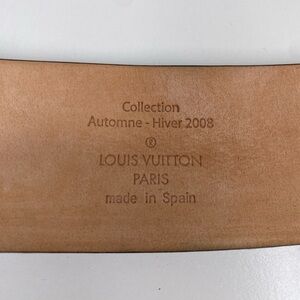 Collection
Automne - Hiver 2008
®
LOUIS VUITTON
PARIS
made in Spain